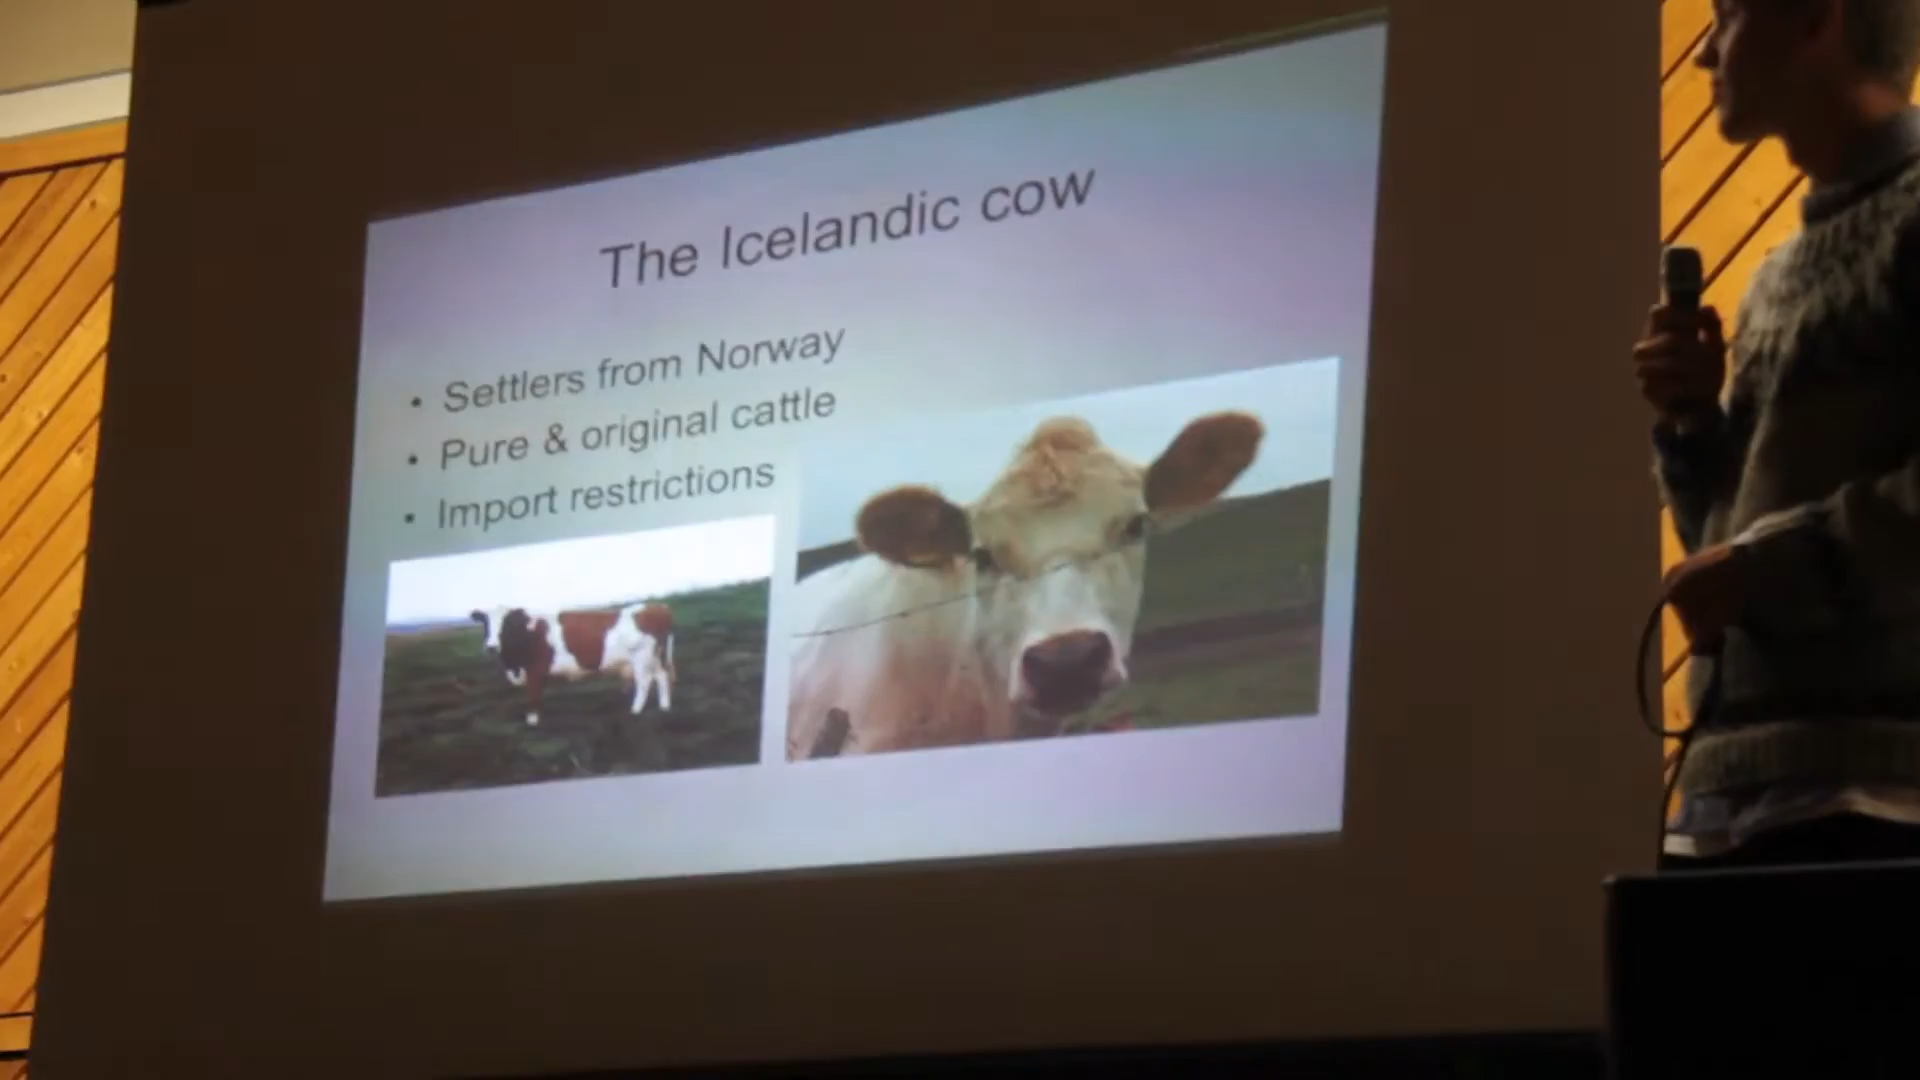 The Icelandic cow
• Settlers from Norway
• Pure & original cattle
• Import restrictions